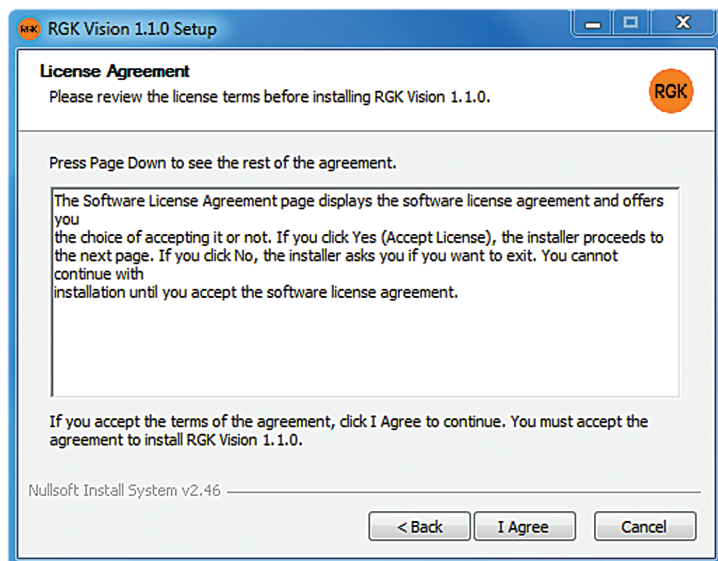 RGK RGK Vision 1.1.0 Setup
License Agreement
Please review the license terms before installing RGK Vision 1.1.0.
RGK
Press Page Down to see the rest of the agreement.
The Software License Agreement page displays the software license agreement and offers
you
the choice of accepting it or not. If you click Yes (Accept License), the installer proceeds to
the next page. If you click No, the installer asks you if you want to exit. You cannot
continue with
installation until you accept the software license agreement.
If you accept the terms of the agreement, click I Agree to continue. You must accept the
agreement to install RGK Vision 1.1.0.
Nullsoft Install System v2.46
< Back I Agree Cancel